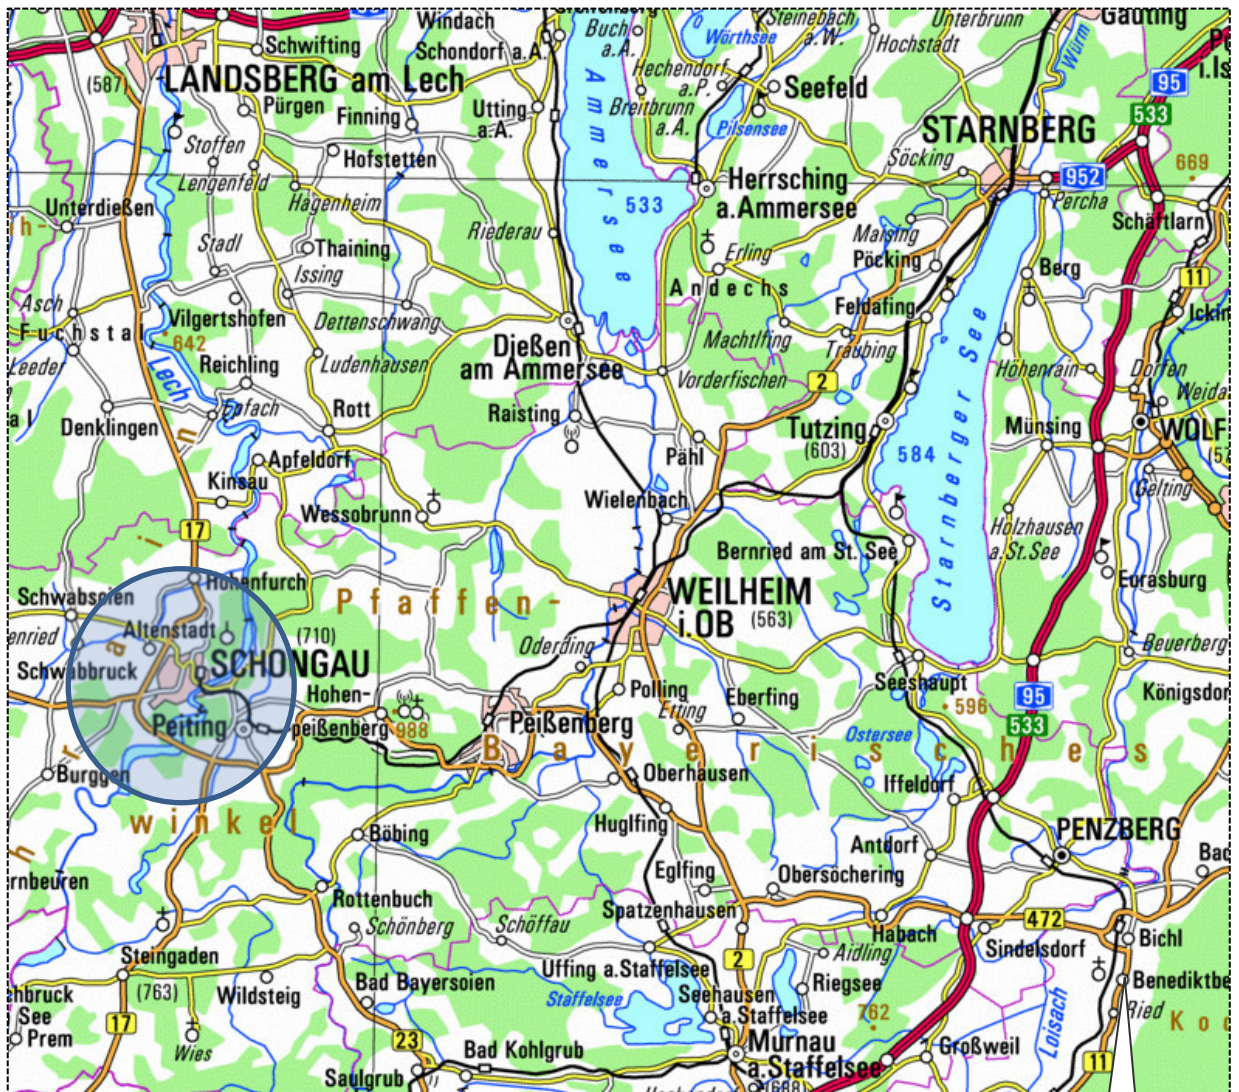 Windach
Schondorf a.A.
Buch
a.A.
Wörthsee
Steinebach
a.W.
Unterbrunn
Hochstadt
Gauting
Würm
Schwifting
(587)
LANDSBERG am Lech
Pürgen
Finning
Utting
a.A.
Hechendorf
a.P.
Breitbrunn
a.A.
Seefeld
Pilsensee
95
533
STARNBERG
Stoffen
Hofstetten
Lengenfeld
Hagenheim
Ammersee
533
Söcking
952
669
Percha
Schäftlarn
Herrsching
a.Ammersee
Unterdießen
Stadl
Thaining
Issing
Riederau
Erling
Andechs
Maising
Pöcking
Berg
11
Asch
Fuchstal
Leeder
Vilgertshofen
642
Dettenschwang
Ludenhausen
Reichling
Lech
Dießen
am Ammersee
Machtlfing
Traubing
Feldafing
Starnberger See
584
Höhenrain
Dorfen
Vorderfischen
2
Epfach
Denklingen
Rott
Raisting
Tutzing
(603)
Münsing
Pähl
Apfeldorf
Kinsau
Wessobrunn
Wielenbach
Gelting
Holzhausen
a.St.See
17
Bernried am St. See
Eurasburg
Hohenfurch
Schwabsoien
Altenstadt
(710)
Pfaffen-
WEILHEIM
i.OB
(563)
Oderding
Beuerberg
Schwabbruck
SCHONGAU
Hohen-
peißenberg
988
Polling
Etting
Eberfing
Seeshaupt
596
95
533
Peiting
Peißenberg
Bayerisches
Ostersee
Burggen
Oberhausen
Iffeldorf
winkel
Böbing
Huglfing
PENZBERG
Antdorf
Eglfing
Obersöchering
Rottenbuch
Schönberg
Schöffau
Spatzenhausen
Habach
472
Sindelsdorf
Bichl
Steingaden
(763)
Wildsteig
Bad Bayersoien
Uffing a.Staffelsee
Staffelsee
2
Aidling
Riegsee
Seehausen
a.Staffelsee
762
Loisach
Ried
See
Prem
17
Wies
23
Bad Kohlgrub
Saulgrub
Murnau
a.Staffelsee
(688)
Großweil
11